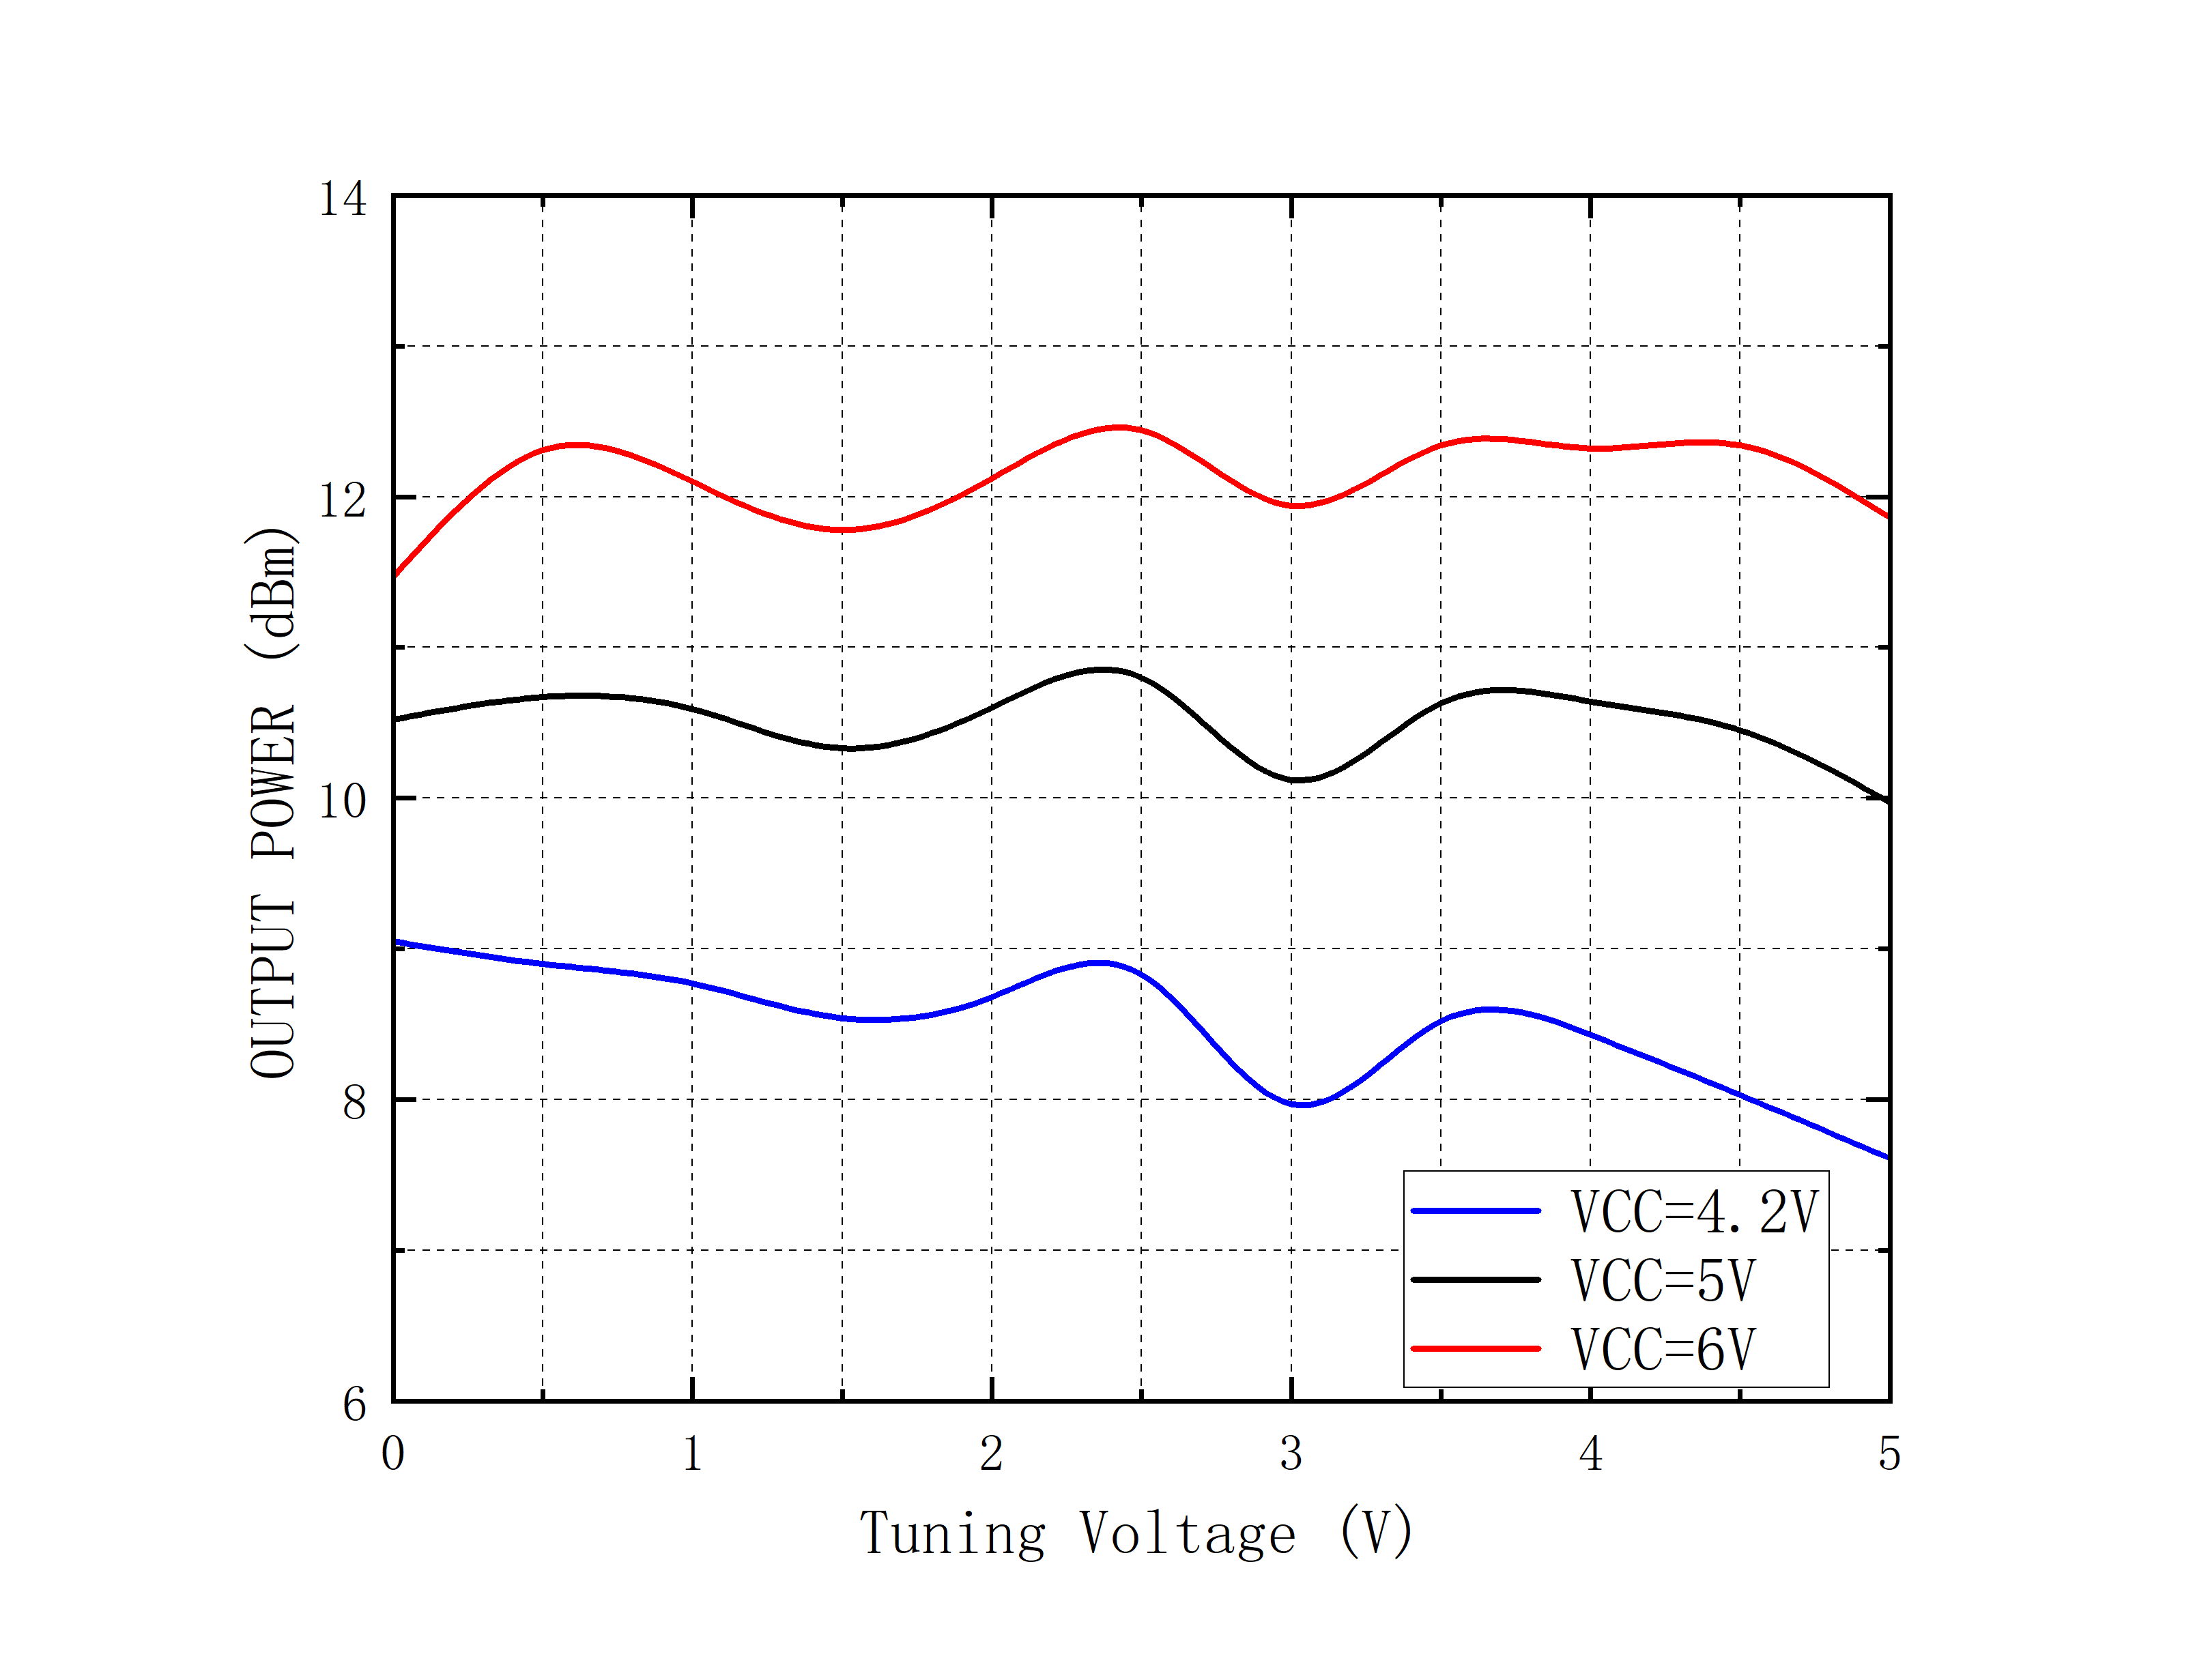 14
12
10
8
6
OUTPUT POWER (dBm)
VCC=4.2V
VCC=5V
VCC=6V
0 1 2 3 4 5
Tuning Voltage (V)